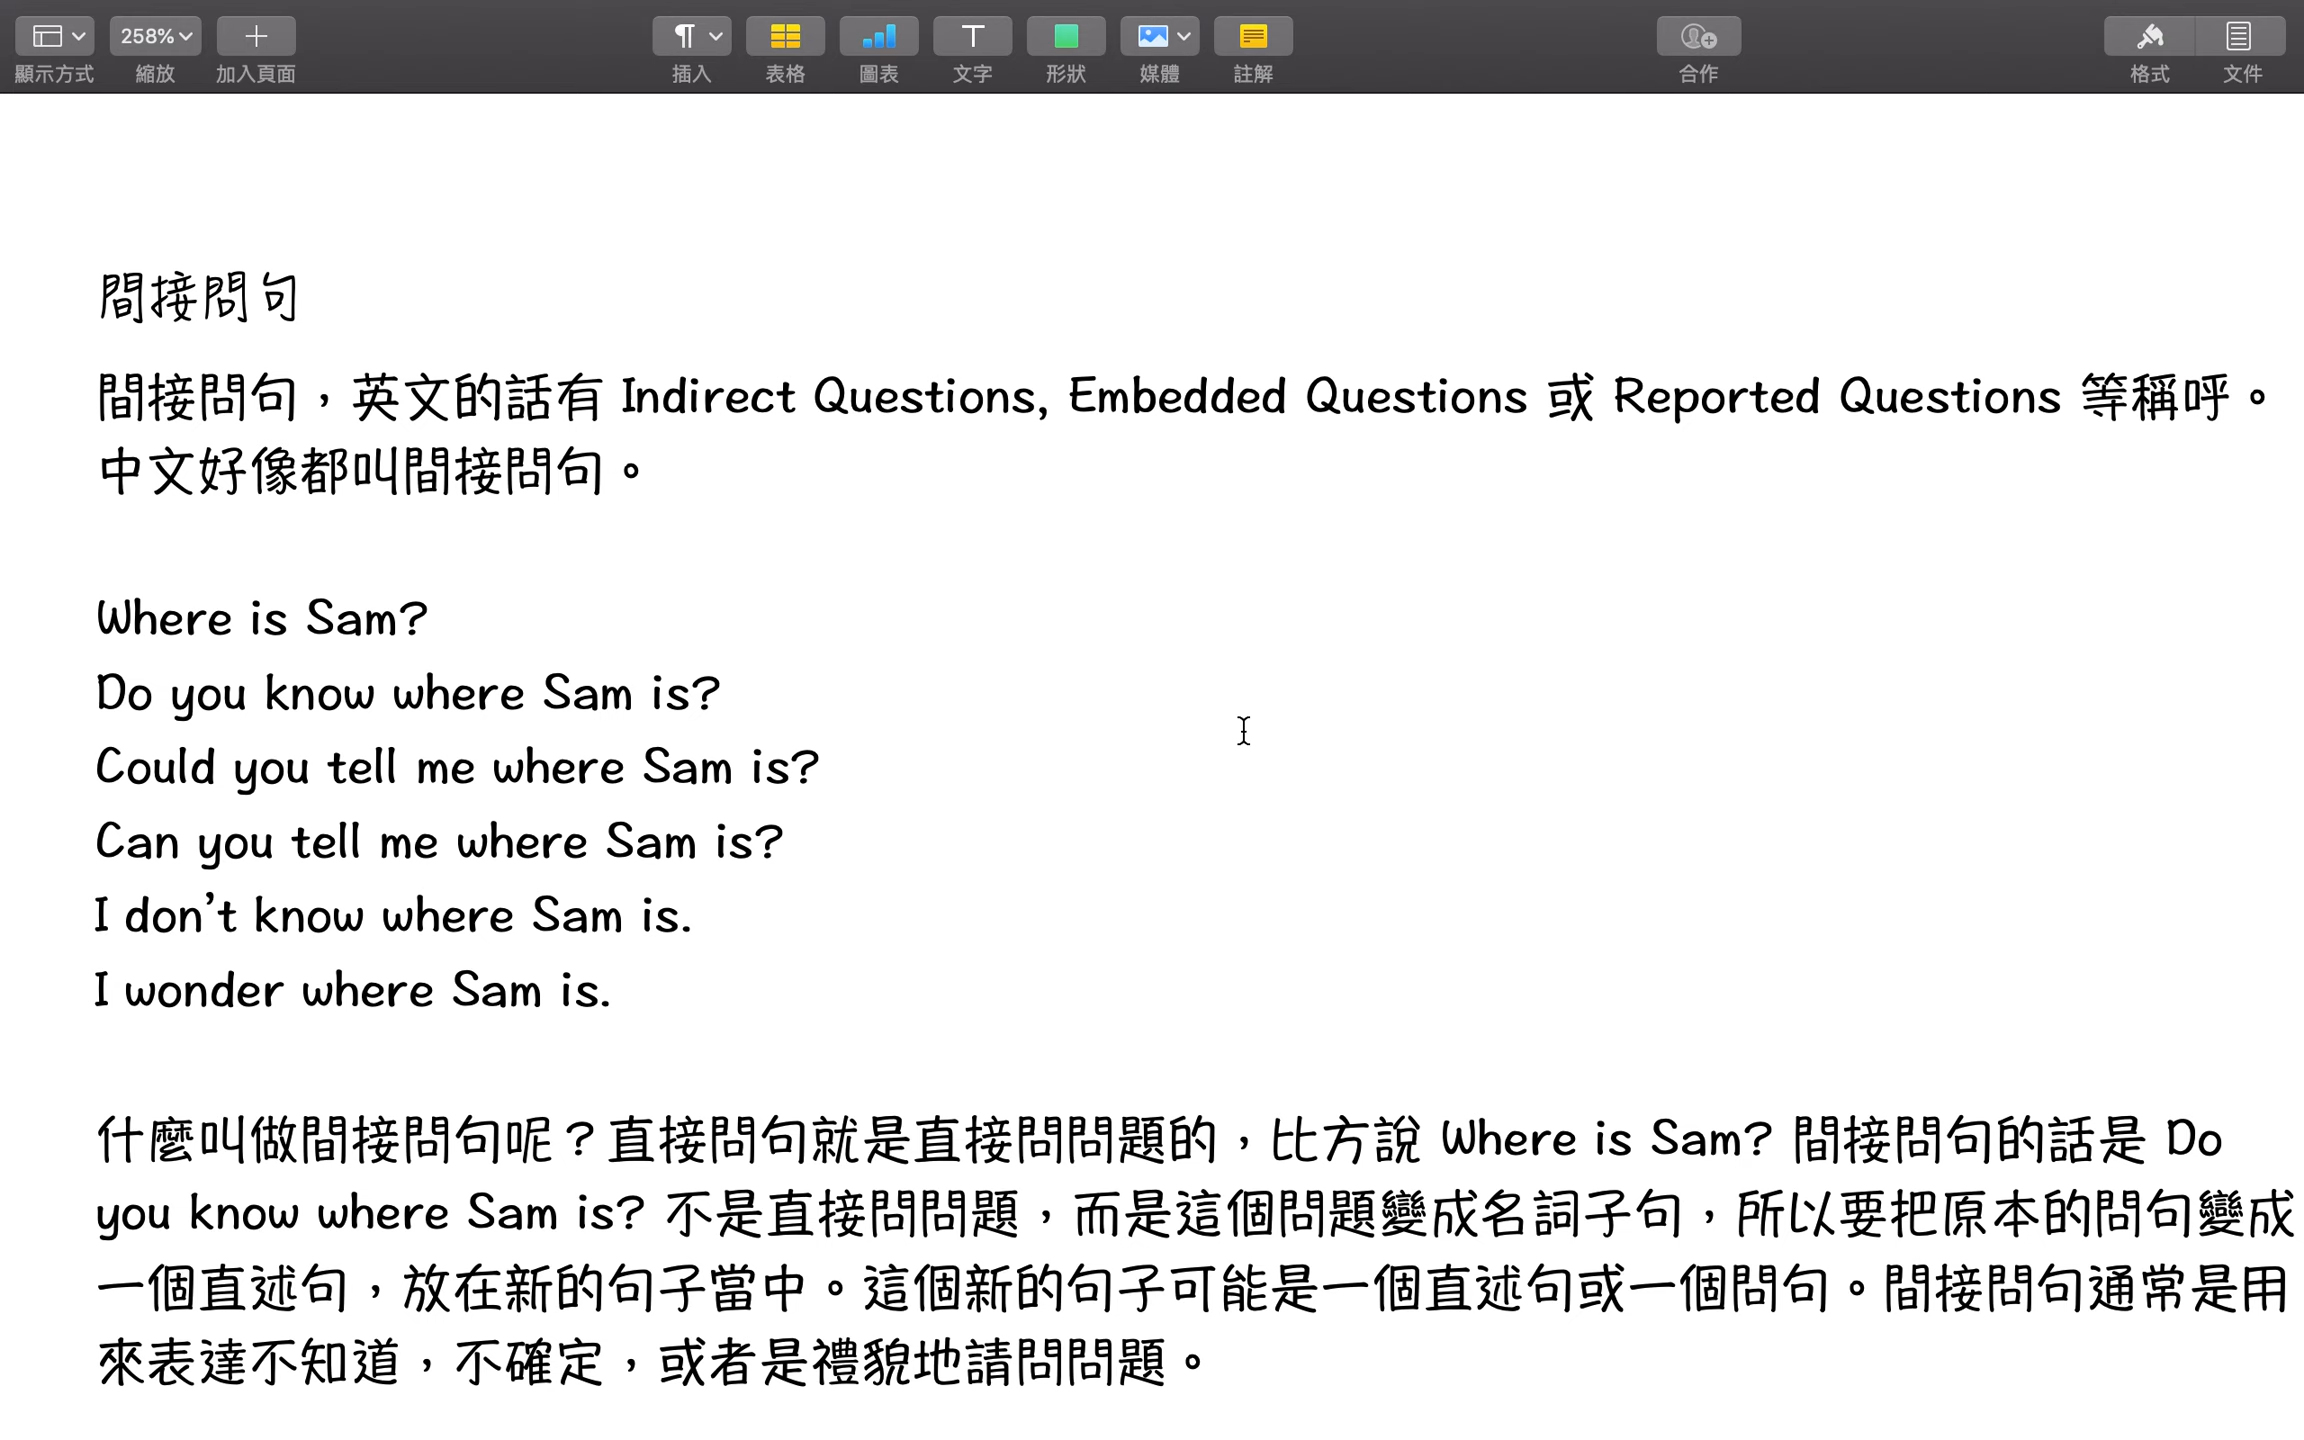 258%
顯示方式 縮放 加入頁面 插入 表格 圖表 文字 形狀 媒體 註解 合作 格式 文件
間接問句
間接問句，英文的話有 Indirect Questions, Embedded Questions 或 Reported Questions 等稱呼。
中文好像都叫間接問句。
Where is Sam?
Do you know where Sam is?
Could you tell me where Sam is?
Can you tell me where Sam is?
I don’t know where Sam is.
I wonder where Sam is.
什麼叫做間接問句呢？直接問句就是直接問問題的，比方說 Where is Sam? 間接問句的話是 Do
you know where Sam is? 不是直接問問題，而是這個問題變成名詞子句，所以要把原本的問句變成
一個直述句，放在新的句子當中。這個新的句子可能是一個直述句或一個問句。間接問句通常是用
來表達不知道，不確定，或者是禮貌地請問問題。